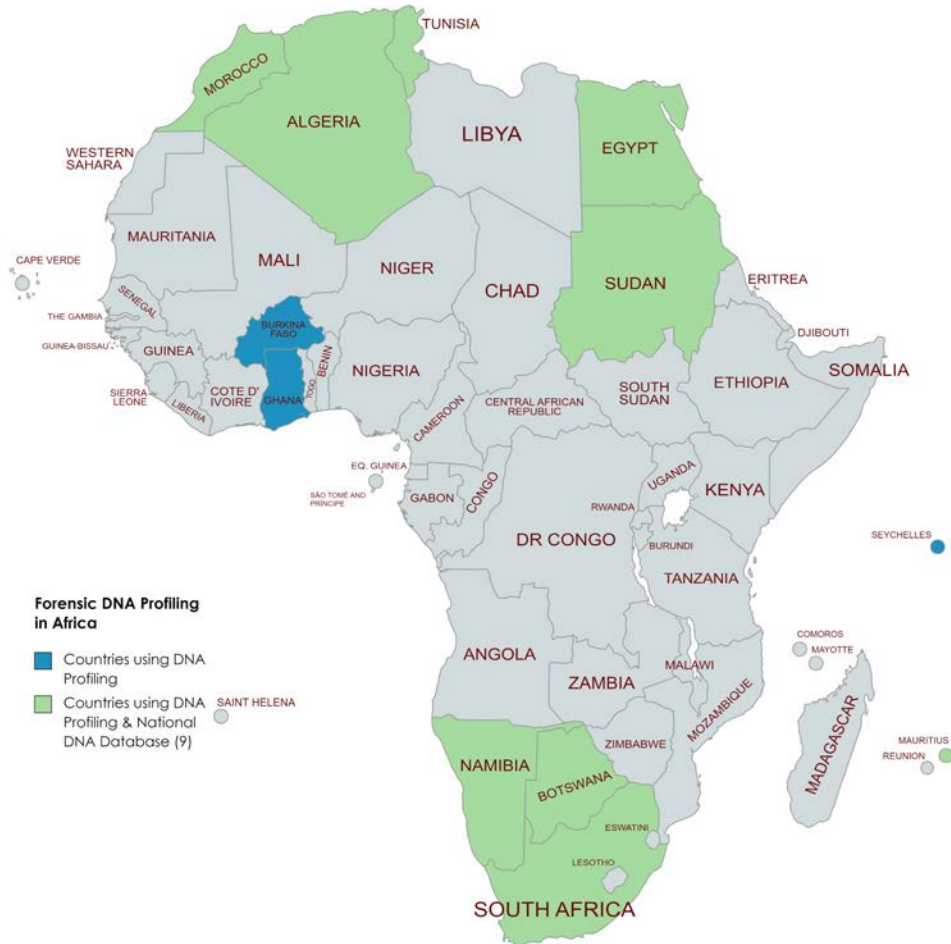 TUNISIA
MOROCCO
ALGERIA
LIBYA
EGYPT
WESTERN
SAHARA
MAURITANIA
MALI
NIGER
CHAD
SUDAN
ERITREA
CAPE VERDE
SENEGAL
THE GAMBIA
GUINEA-BISSAU
GUINEA
BURKINA
FASO
BENIN
TOGO
GHANA
COTE D'
IVOIRE
SIERRA
LEONE
LIBERIA
NIGERIA
CAMEROON
CENTRAL AFRICAN
REPUBLIC
SOUTH
SUDAN
ETHIOPIA
DJIBOUTI
SOMALIA
EQ. GUINEA
SÃO TOMÉ AND
PRÍNCIPE
GABON
CONGO
DR CONGO
UGANDA
KENYA
RWANDA
BURUNDI
TANZANIA
SEYCHELLES
Forensic DNA Profiling
in Africa
Countries using DNA
Profiling
Countries using DNA
Profiling & National
DNA Database (9)
SAINT HELENA
ANGOLA
ZAMBIA
MALAWI
MOZAMBIQUE
COMOROS
MAYOTTE
MADAGASCAR
MAURITIUS
REUNION
ZIMBABWE
NAMIBIA
BOTSWANA
ESWATINI
LESOTHO
SOUTH AFRICA